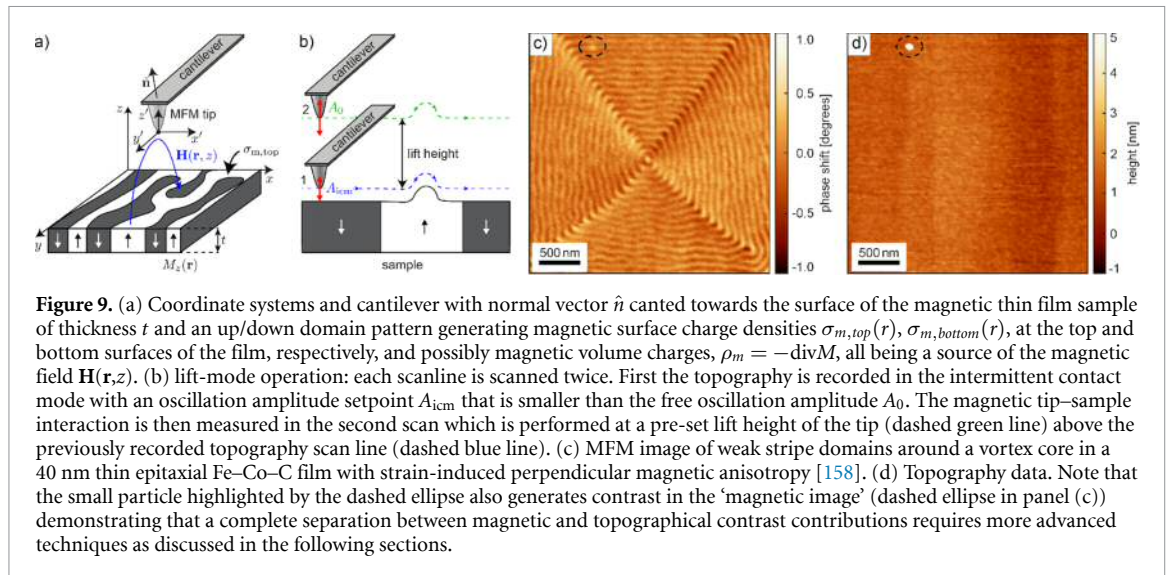 a)
cantilever
n̂
z
z′
MFM tip
y′
x′
H(r, z)
σm,top
x
y
t
Mz(r)
b)
cantilever
2
A0
cantilever
lift height
1
Aicm
sample
c)
500 nm
1.0
0.5
0.0
-0.5
-1.0
phase shift [degrees]
d)
500 nm
5
4
3
2
1
0
-1
height [nm]
Figure 9. (a) Coordinate systems and cantilever with normal vector n̂ canted towards the surface of the magnetic thin film sample
of thickness t and an up/down domain pattern generating magnetic surface charge densities σm,top(r), σm,bottom(r), at the top and
bottom surfaces of the film, respectively, and possibly magnetic volume charges, ρm = −divM, all being a source of the magnetic
field H(r,z). (b) lift-mode operation: each scanline is scanned twice. First the topography is recorded in the intermittent contact
mode with an oscillation amplitude setpoint Aicm that is smaller than the free oscillation amplitude A0. The magnetic tip–sample
interaction is then measured in the second scan which is performed at a pre-set lift height of the tip (dashed green line) above the
previously recorded topography scan line (dashed blue line). (c) MFM image of weak stripe domains around a vortex core in a
40 nm thin epitaxial Fe–Co–C film with strain-induced perpendicular magnetic anisotropy [158]. (d) Topography data. Note that
the small particle highlighted by the dashed ellipse also generates contrast in the ‘magnetic image’ (dashed ellipse in panel (c))
demonstrating that a complete separation between magnetic and topographical contrast contributions requires more advanced
techniques as discussed in the following sections.